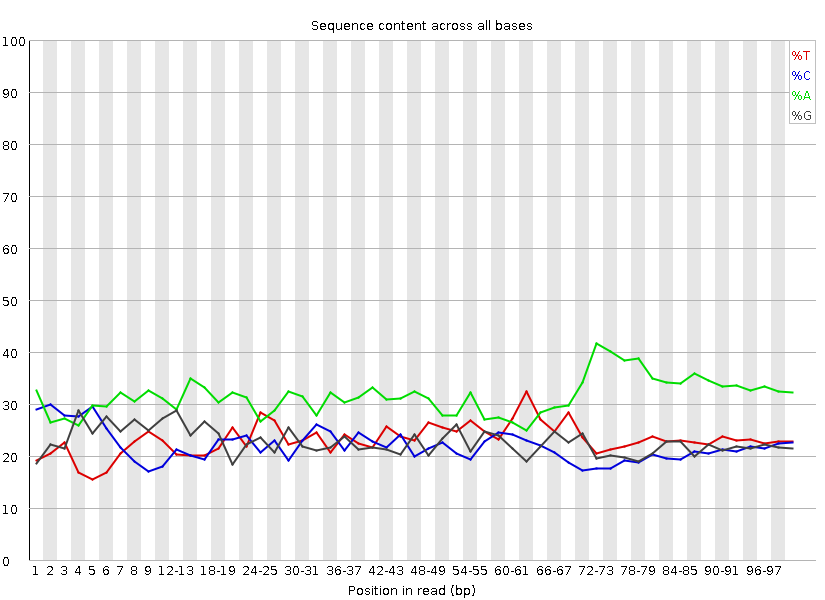 Sequence content across all bases
100
90
80
70
60
50
40
30
20
10
0
%T
%C
%A
%G
1 2 3 4 5 6 7 8 9 12-13 18-19 24-25 30-31 36-37 42-43 48-49 54-55 60-61 66-67 72-73 78-79 84-85 90-91 96-97
Position in read (bp)